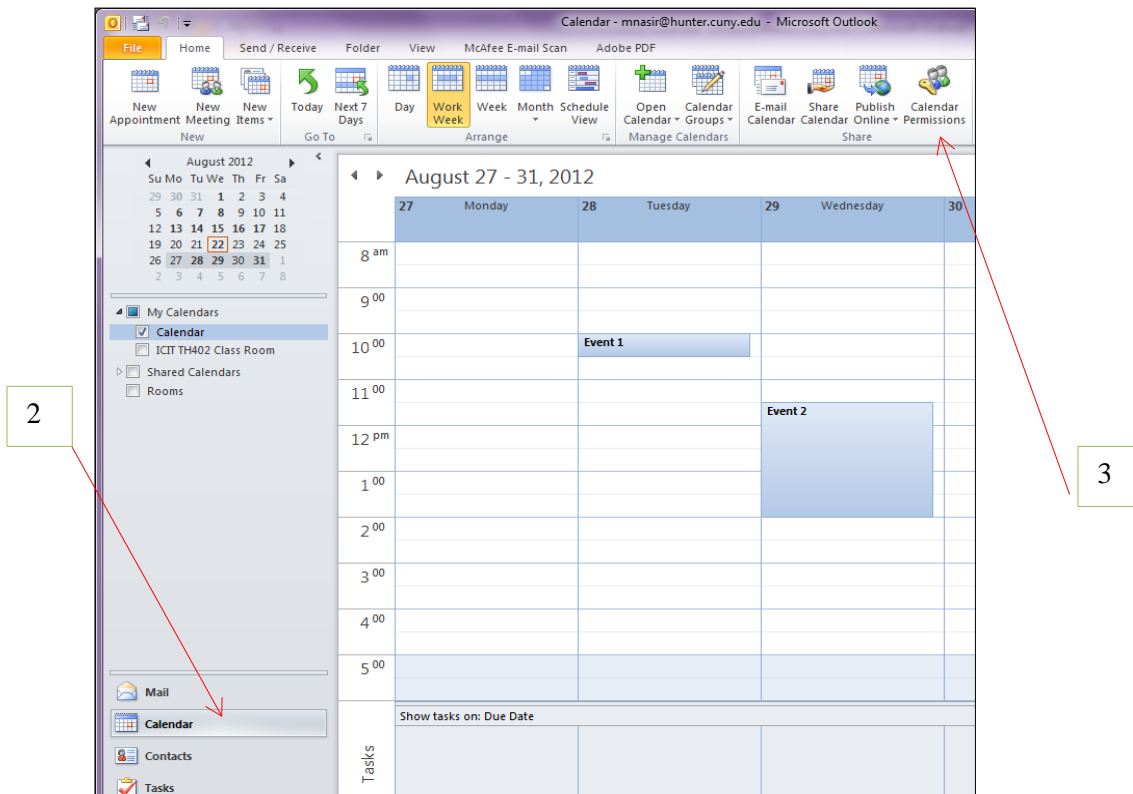 Calendar - mnasir@hunter.cuny.edu - Microsoft Outlook
File Home Send / Receive Folder View McAfee E-mail Scan Adobe PDF
New Appointment
New Meeting
New Items
Today
Next 7 Days
Day
Work Week
Week
Month
Schedule View
Open Calendar
Calendar Groups
E-mail Calendar
Share Calendar
Publish Online
Calendar Permissions
New Go To Arrange Manage Calendars Share
August 2012
Su Mo Tu We Th Fr Sa
29 30 31 1 2 3 4
5 6 7 8 9 10 11
12 13 14 15 16 17 18
19 20 21 22 23 24 25
26 27 28 29 30 31 1
2 3 4 5 6 7 8
My Calendars
Calendar
ICIT TH402 Class Room
Shared Calendars
Rooms
2
Mail
Calendar
Contacts
Tasks
August 27 - 31, 2012
27 Monday 28 Tuesday 29 Wednesday 30
8 am
9 00
10 00
Event 1
11 00
Event 2
12 pm
1 00
2 00
3 00
4 00
5 00
Show tasks on: Due Date
Tasks
3